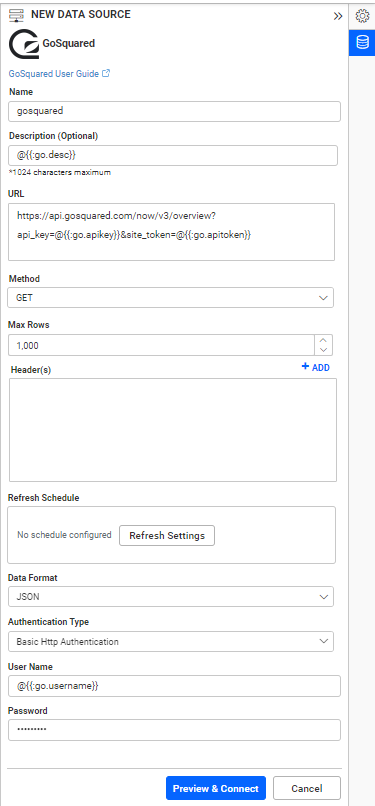 NEW DATA SOURCE
GoSquared
GoSquared User Guide
Name
gosquared
Description (Optional)
@{{:go.desc}}
*1024 characters maximum
URL
https://api.gosquared.com/now/v3/overview?
api_key=@{{:go.apikey}}&site_token=@{{:go.apitoken}}
Method
GET
Max Rows
1,000
Header(s)
+ ADD
Refresh Schedule
No schedule configured
Refresh Settings
Data Format
JSON
Authentication Type
Basic Http Authentication
User Name
@{{:go.username}}
Password
•••••••••
Preview & Connect
Cancel